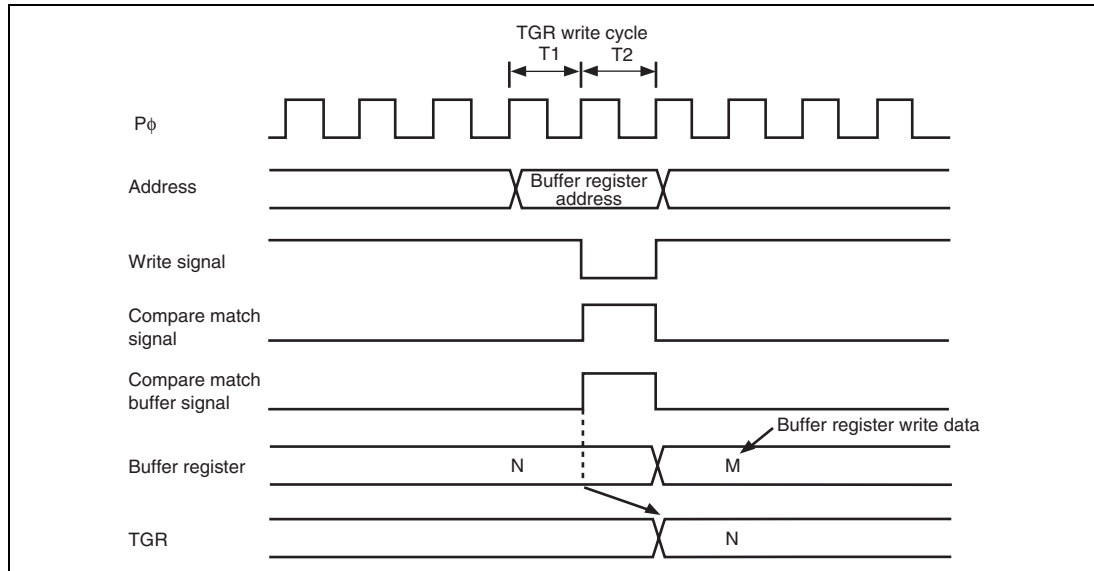 TGR write cycle
T1 T2
Pϕ
Address
Buffer register
address
Write signal
Compare match
signal
Compare match
buffer signal
Buffer register write data
Buffer register
N M
TGR
N